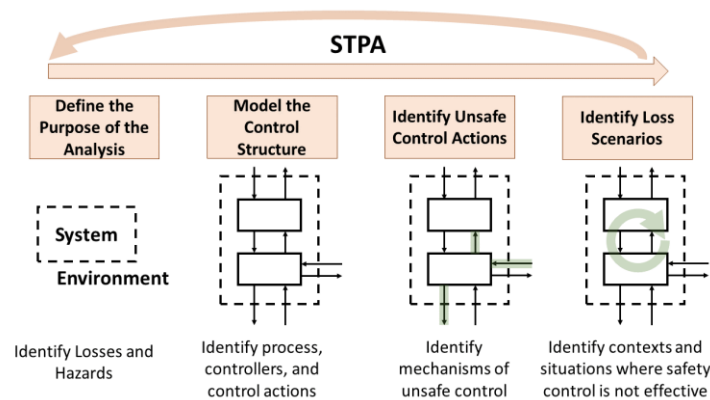 STPA
Define the
Purpose of the
Analysis
Model the
Control
Structure
Identify Unsafe
Control Actions
Identify Loss
Scenarios
System
Environment
Identify Losses and
Hazards
Identify process,
controllers, and
control actions
Identify
mechanisms of
unsafe control
Identify contexts and
situations where safety
control is not effective